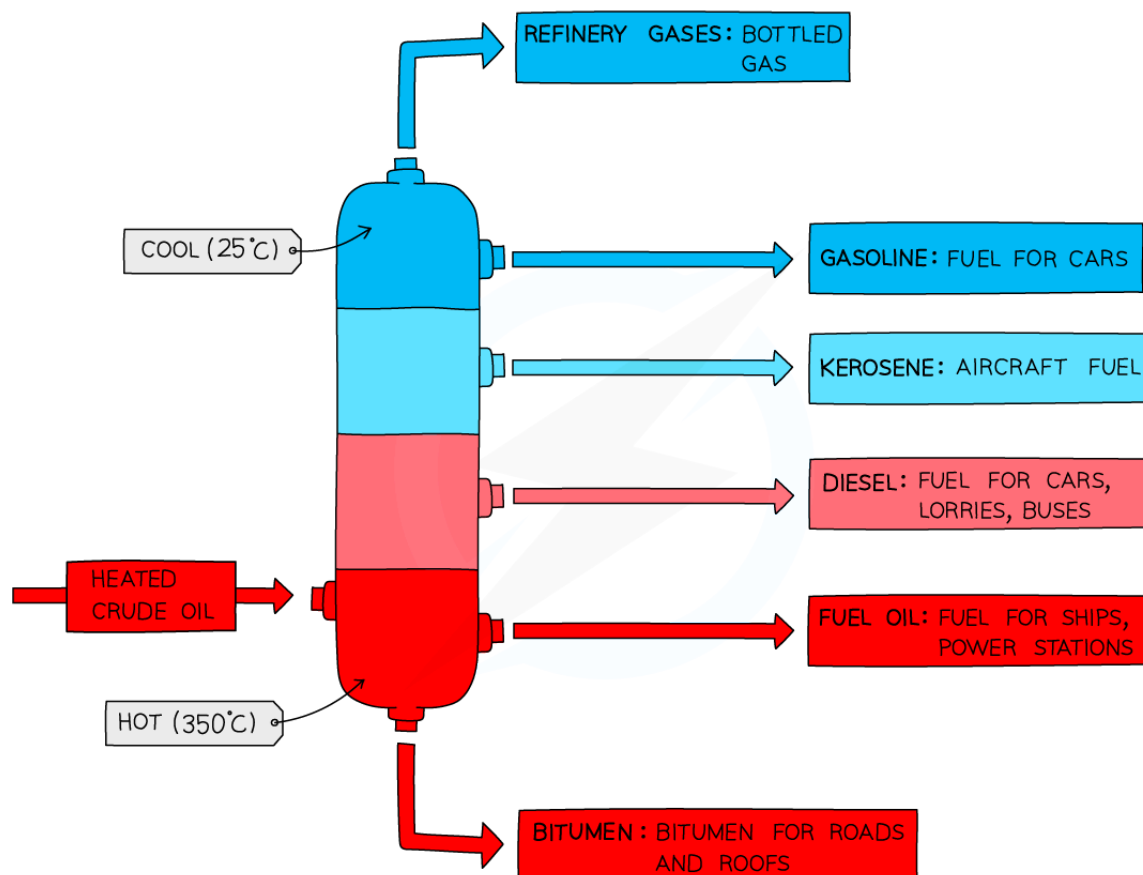 REFINERY GASES: BOTTLED
GAS
COOL (25°C)
GASOLINE: FUEL FOR CARS
KEROSENE: AIRCRAFT FUEL
DIESEL: FUEL FOR CARS,
LORRIES, BUSES
HEATED
CRUDE OIL
FUEL OIL: FUEL FOR SHIPS,
POWER STATIONS
HOT (350°C)
BITUMEN: BITUMEN FOR ROADS
AND ROOFS